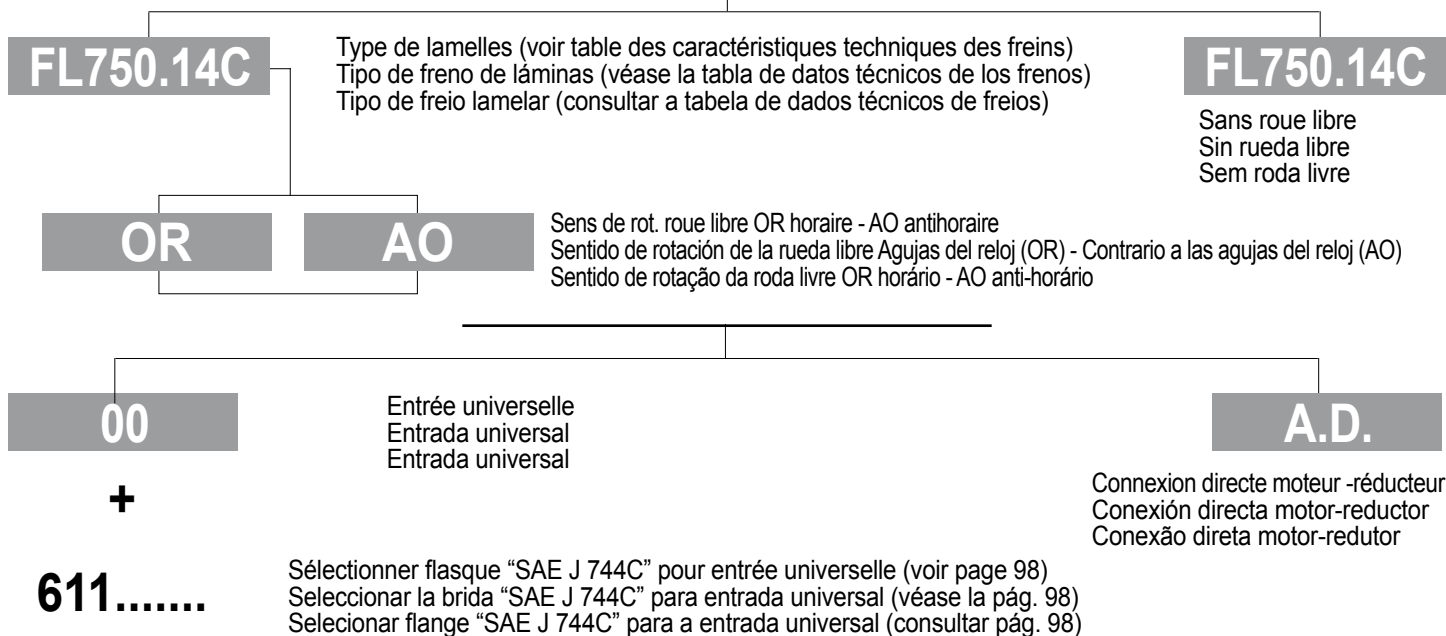 FL750.14C
Type de lamelles (voir table des caractéristiques techniques des freins)
Tipo de freno de láminas (véase la tabla de datos técnicos de los frenos)
Tipo de freio lamelar (consultar a tabela de dados técnicos de freios)
FL750.14C
Sans roue libre
Sin rueda libre
Sem roda livre
OR
AO
Sens de rot. roue libre OR horaire - AO antihoraire
Sentido de rotación de la rueda libre Agujas del reloj (OR) - Contrario a las agujas del reloj (AO)
Sentido de rotação da roda livre OR horário - AO anti-horário
00
Entrée universelle
Entrada universal
Entrada universal
A.D.
Connexion directe moteur -réducteur
Conexión directa motor-reductor
Conexão direta motor-redutor
+
611.......
Sélectionner flasque “SAE J 744C” pour entrée universelle (voir page 98)
Seleccionar la brida “SAE J 744C” para entrada universal (véase la pág. 98)
Selecionar flange “SAE J 744C” para a entrada universal (consultar pág. 98)